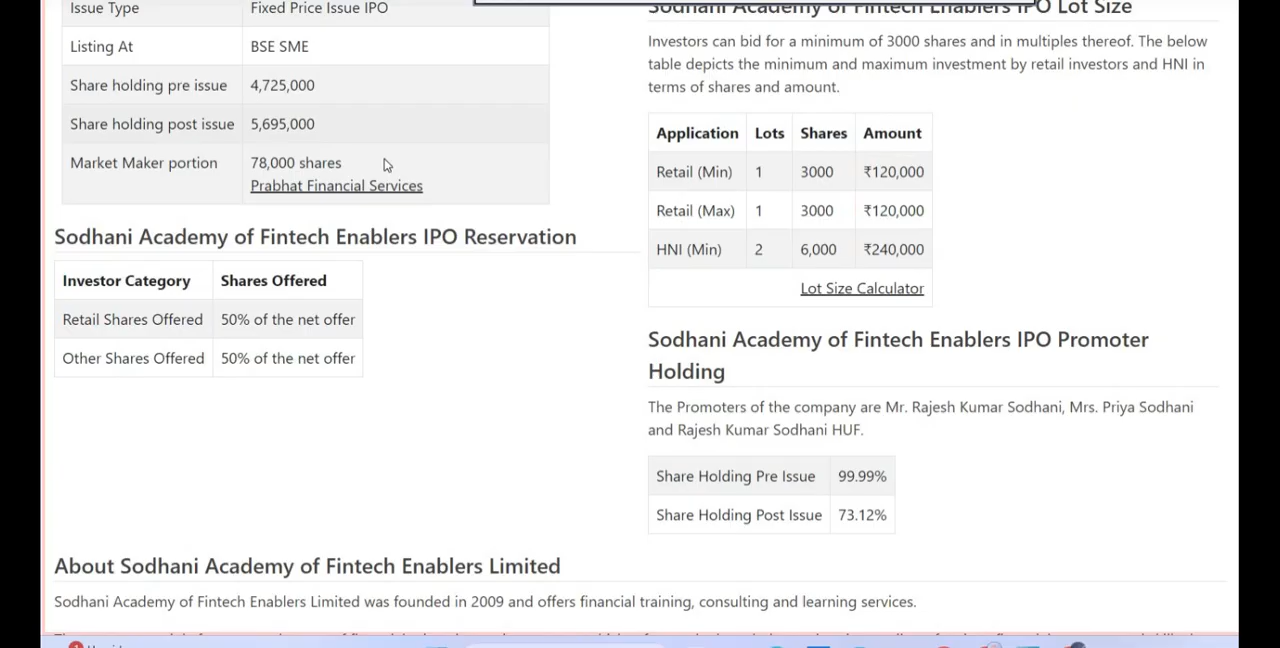 Issue Type Fixed Price Issue IPO
Listing At BSE SME
Share holding pre issue 4,725,000
Share holding post issue 5,695,000
Market Maker portion 78,000 shares
Prabhat Financial Services
Sodhani Academy of Fintech Enablers IPO Reservation
Investor Category Shares Offered
Retail Shares Offered 50% of the net offer
Other Shares Offered 50% of the net offer
Sodhani Academy of Fintech Enablers IPO Lot Size
Investors can bid for a minimum of 3000 shares and in multiples thereof. The below
table depicts the minimum and maximum investment by retail investors and HNI in
terms of shares and amount.
Application Lots Shares Amount
Retail (Min) 1 3000 ₹120,000
Retail (Max) 1 3000 ₹120,000
HNI (Min) 2 6,000 ₹240,000
Lot Size Calculator
Sodhani Academy of Fintech Enablers IPO Promoter
Holding
The Promoters of the company are Mr. Rajesh Kumar Sodhani, Mrs. Priya Sodhani
and Rajesh Kumar Sodhani HUF.
Share Holding Pre Issue 99.99%
Share Holding Post Issue 73.12%
About Sodhani Academy of Fintech Enablers Limited
Sodhani Academy of Fintech Enablers Limited was founded in 2009 and offers financial training, consulting and learning services.